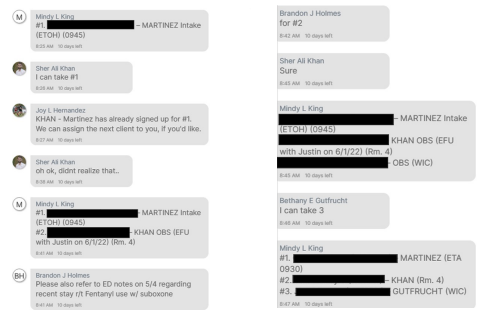 M
Mindy L King
#1. – MARTINEZ Intake
(ETOH) (0945)
8:25 AM 10 days left
Sher Ali Khan
I can take #1
8:35 AM 10 days left
Joy L Hernandez
KHAN - Martinez has already signed up for #1.
We can assign the next client to you, if you'd like.
8:37 AM 10 days left
Sher Ali Khan
oh ok, didnt realize that..
8:38 AM 10 days left
M
Mindy L King
#1. – MARTINEZ Intake
(ETOH) (0945)
#2. – KHAN OBS (EFU
with Justin on 6/1/22) (Rm. 4)
8:41 AM 10 days left
BH
Brandon J Holmes
Please also refer to ED notes on 5/4 regarding
recent stay r/t Fentanyl use w/ suboxone
8:41 AM 10 days left
Brandon J Holmes
for #2
8:42 AM 10 days left
Sher Ali Khan
Sure
8:45 AM 10 days left
Mindy L King
– MARTINEZ Intake
(ETOH) (0945)
KHAN OBS (EFU
with Justin on 6/1/22) (Rm. 4)
- OBS (WIC)
8:45 AM 10 days left
Bethany E Gutfrucht
I can take 3
8:46 AM 10 days left
Mindy L King
#1. MARTINEZ (ETA
0930)
#2. – KHAN (Rm. 4)
#3. GUTFRUCHT (WIC)
8:47 AM 10 days left